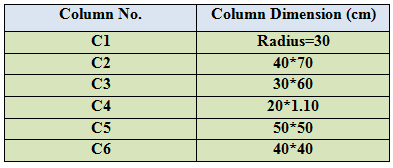 Column No. Column Dimension (cm)
C1 Radius=30
C2 40*70
C3 30*60
C4 20*1.10
C5 50*50
C6 40*40